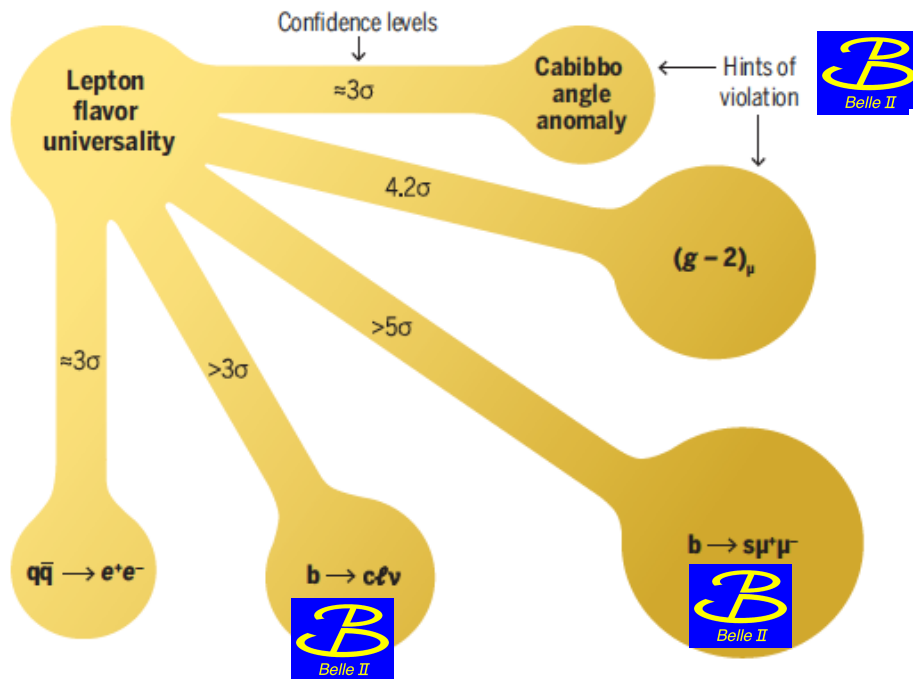 Confidence levels
Lepton
flavor
universality
≈3σ
Cabibbo
angle
anomaly
Hints of
violation
B
Belle II
4.2σ
(g – 2)μ
>5σ
≈3σ
>3σ
qq̅ → e⁺e⁻
b → cℓν
B
Belle II
b → sμ⁺μ⁻
B
Belle II